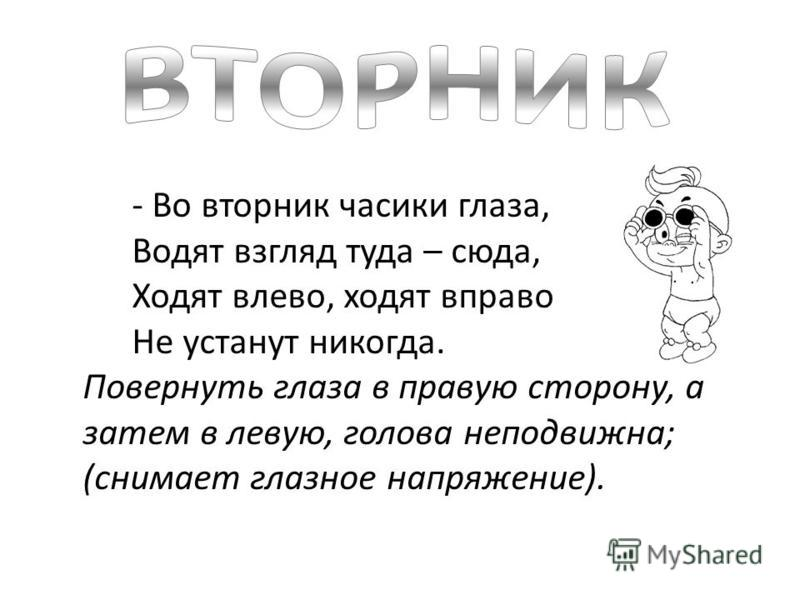 ВТОРНИК
- Во вторник часики глаза,
Водят взгляд туда – сюда,
Ходят влево, ходят вправо
Не устанут никогда.
Повернуть глаза в правую сторону, а
затем в левую, голова неподвижна;
(снимает глазное напряжение).
MyShared